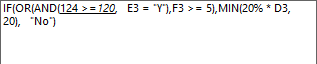 IF(OR(AND(124 >=120, E3 = "Y"),F3 >= 5),MIN(20% * D3,
20), "No")